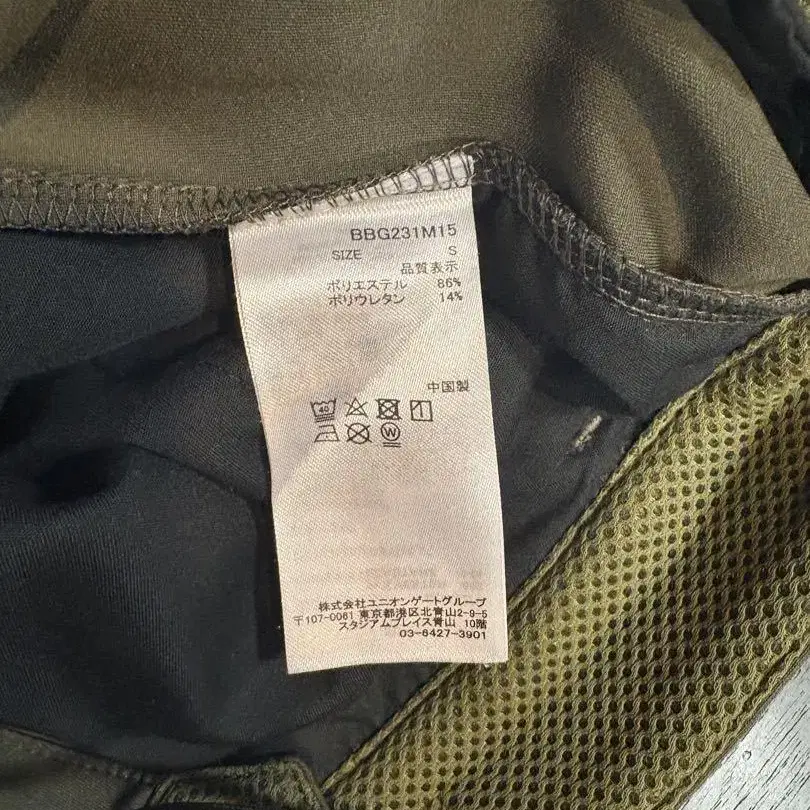 BBG231M15
SIZE S
品質表示
ポリエステル 86%
ポリウレタン 14%
中国製
40
W
株式会社ユニオンゲートグループ
〒107-0061 東京都港区北青山2-9-5
スタジアムプレイス青山 10階
03-6427-3901